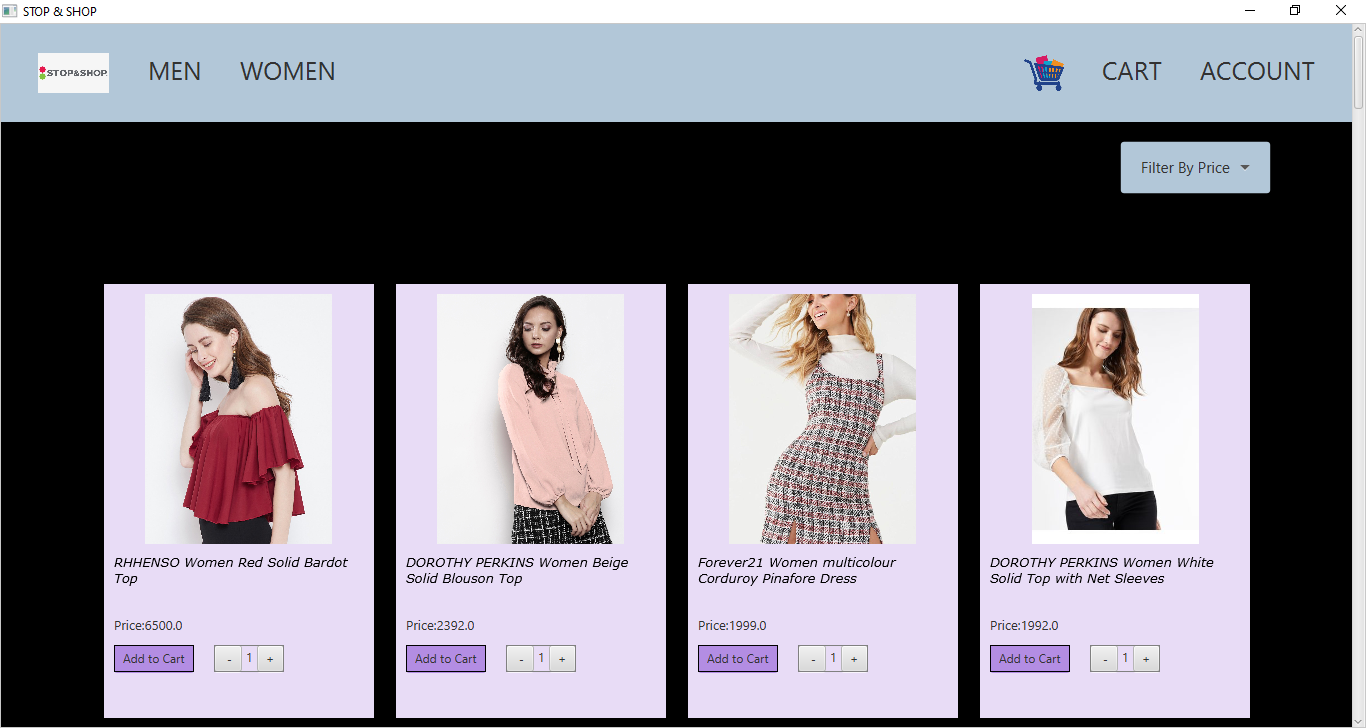 STOP & SHOP
STOP&SHOP
MEN
WOMEN
CART
ACCOUNT
Filter By Price
RHHENSO Women Red Solid Bardot
Top
Price:6500.0
Add to Cart
- 1 +
DOROTHY PERKINS Women Beige
Solid Blouson Top
Price:2392.0
Add to Cart
- 1 +
Forever21 Women multicolour
Corduroy Pinafore Dress
Price:1999.0
Add to Cart
- 1 +
DOROTHY PERKINS Women White
Solid Top with Net Sleeves
Price:1992.0
Add to Cart
- 1 +